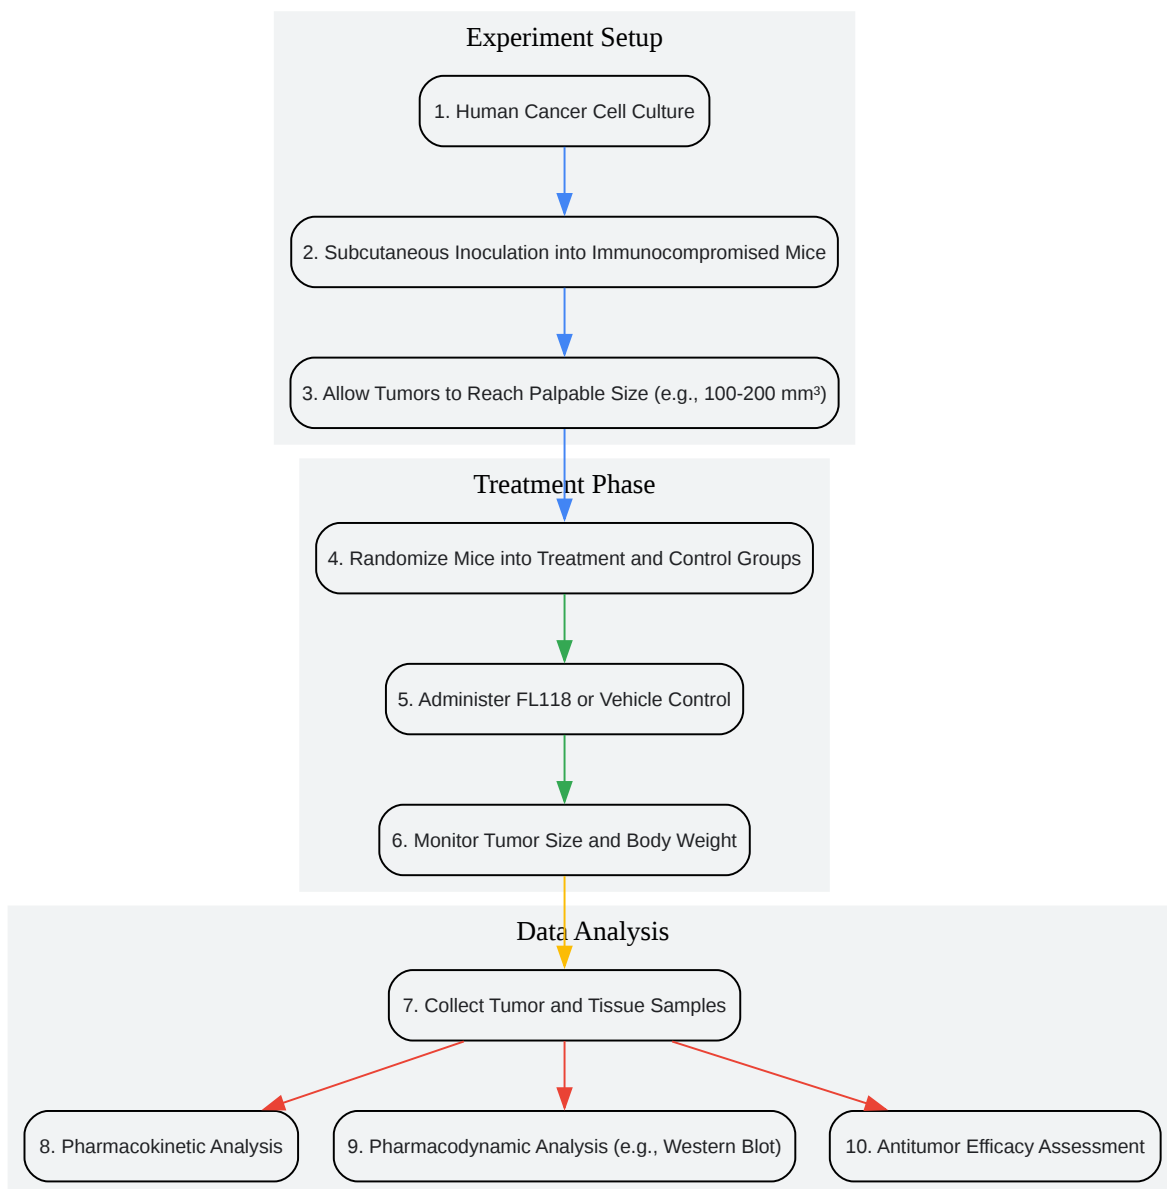 Experiment Setup
1. Human Cancer Cell Culture
2. Subcutaneous Inoculation into Immunocompromised Mice
3. Allow Tumors to Reach Palpable Size (e.g., 100-200 mm³)
Treatment Phase
4. Randomize Mice into Treatment and Control Groups
5. Administer FL118 or Vehicle Control
6. Monitor Tumor Size and Body Weight
Data Analysis
7. Collect Tumor and Tissue Samples
8. Pharmacokinetic Analysis
9. Pharmacodynamic Analysis (e.g., Western Blot)
10. Antitumor Efficacy Assessment